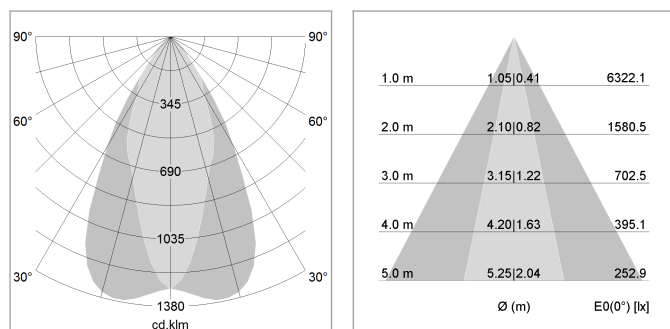 90° 90°
345
60° 60°
690
1035
30° 30°
1380
cd.klm
1.0 m 1.05|0.41 6322.1
2.0 m 2.10|0.82 1580.5
3.0 m 3.15|1.22 702.5
4.0 m 4.20|1.63 395.1
5.0 m 5.25|2.04 252.9
Ø (m) E0(0°) [lx]